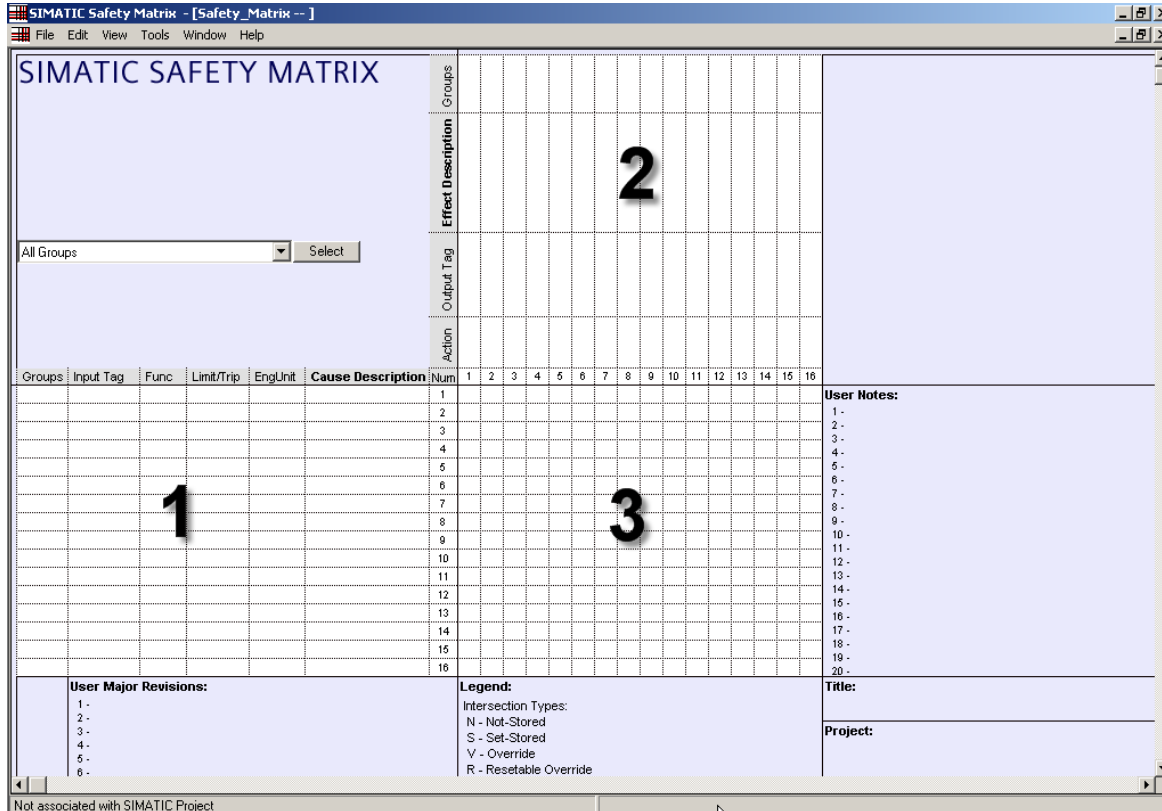 SIMATIC Safety Matrix - [Safety_Matrix -- ]
File Edit View Tools Window Help
SIMATIC SAFETY MATRIX
All Groups
Select
Groups
Effect Description
Output Tag
Action
2
Groups Input Tag Func Limit/Trip EngUnit Cause Description Num 1 2 3 4 5 6 7 8 9 10 11 12 13 14 15 16
1
2
3
4
5
6
7
8
9
10
11
12
13
14
15
16
1
3
User Notes:
1 -
2 -
3 -
4 -
5 -
6 -
7 -
8 -
9 -
10 -
11 -
12 -
13 -
14 -
15 -
16 -
17 -
18 -
19 -
20 -
User Major Revisions:
1 -
2 -
3 -
4 -
5 -
6 -
Legend:
Intersection Types:
N - Not-Stored
S - Set-Stored
V - Override
R - Resetable Override
Title:
Project:
Not associated with SIMATIC Project